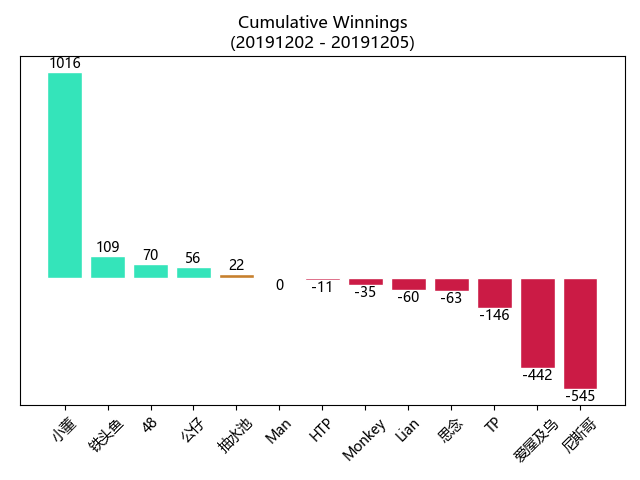 Cumulative Winnings
(20191202 - 20191205)
1016
109
70
56
22
0
-11
-35
-60
-63
-146
-442
-545
小董
铁头鱼
48
公仔
抽水池
Man
HTP
Monkey
Lian
思念
TP
爱屋及乌
尼斯哥